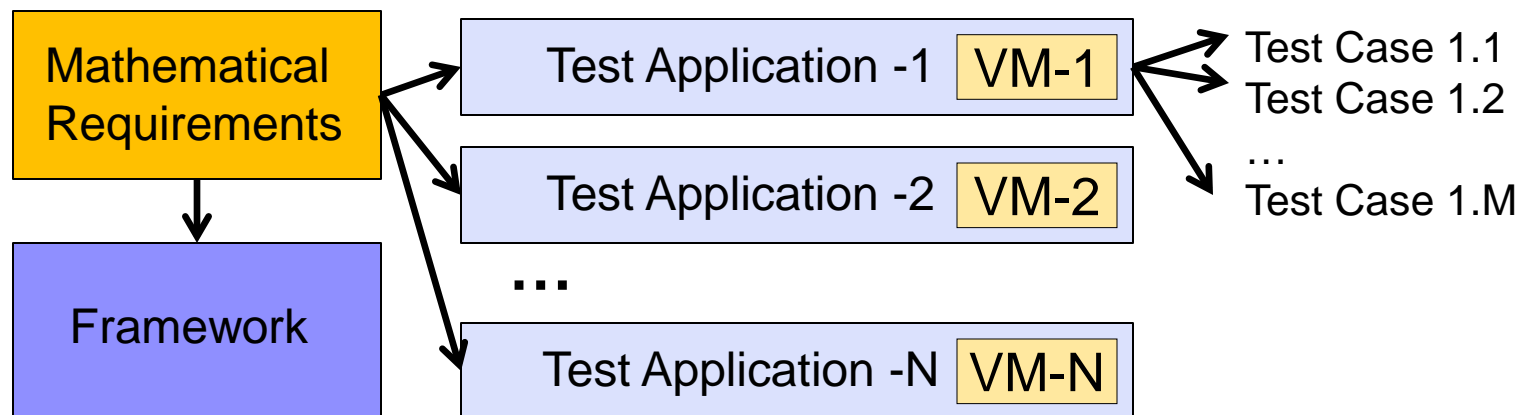 Mathematical
Requirements
Framework
Test Application -1 VM-1
Test Application -2 VM-2
...
Test Application -N VM-N
Test Case 1.1
Test Case 1.2
...
Test Case 1.M